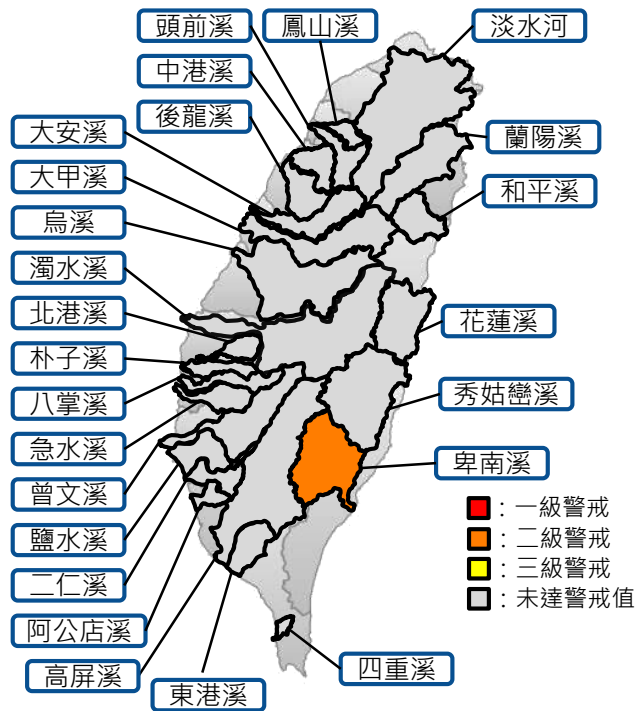 頭前溪
鳳山溪
淡水河
中港溪
後龍溪
大安溪
蘭陽溪
大甲溪
和平溪
烏溪
濁水溪
北港溪
花蓮溪
朴子溪
八掌溪
秀姑巒溪
急水溪
卑南溪
曾文溪
鹽水溪
二仁溪
阿公店溪
高屏溪
東港溪
四重溪
：一級警戒
：二級警戒
：三級警戒
：未達警戒值